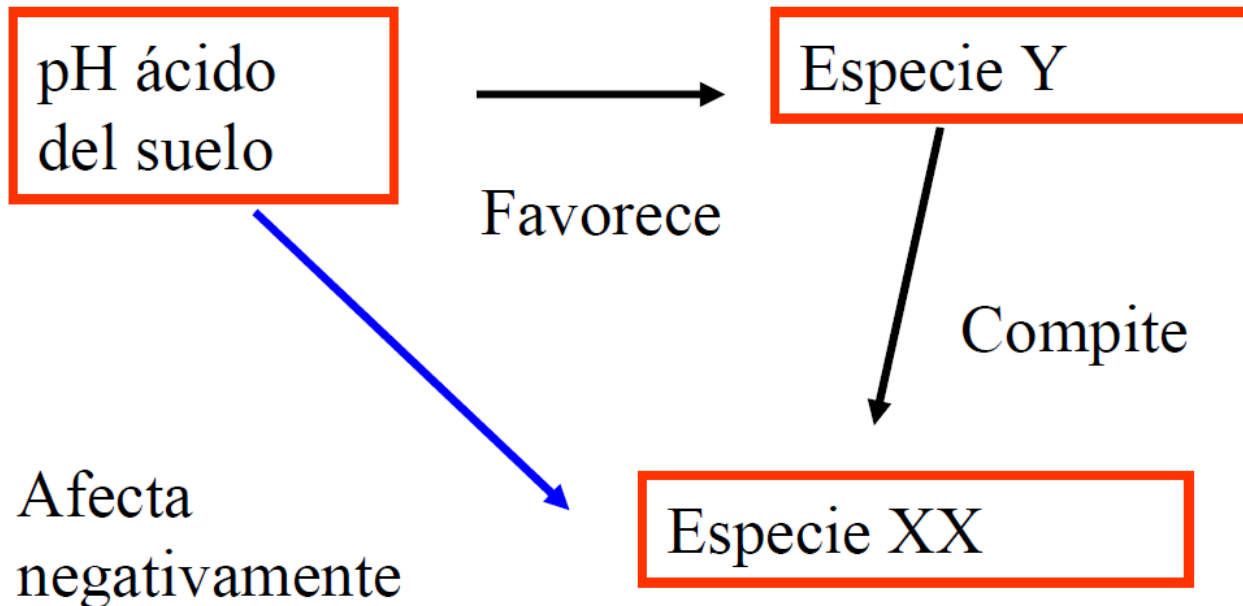 pH ácido
del suelo
Especie Y
Favorece
Compite
Afecta
negativamente
Especie XX